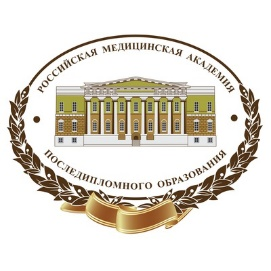 РОССИЙСКАЯ МЕДИЦИНСКАЯ АКАДЕМИЯ
ПОСЛЕДИПЛОМНОГО ОБРАЗОВАНИЯ